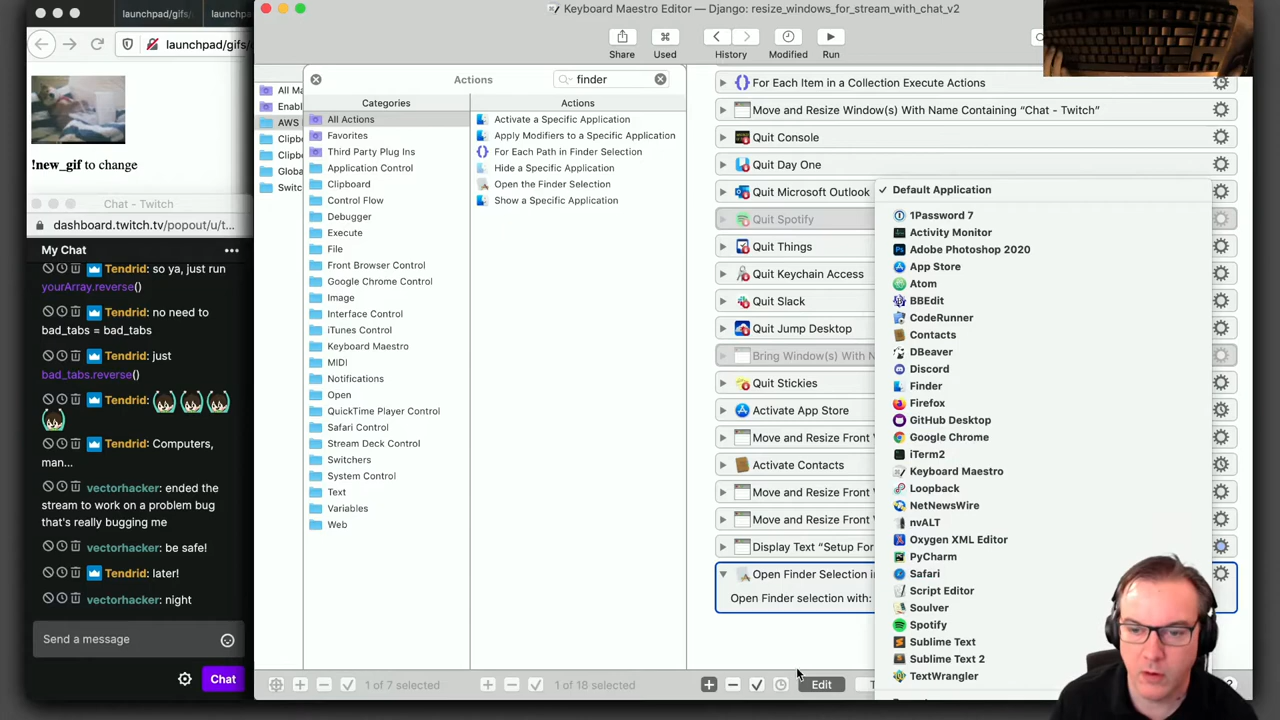 launchpad/gifs/
launchpad/gifs/
launchpad/gifs/
!new_gif to change
Chat - Twitch
dashboard.twitch.tv/popout/u/t...
My Chat
Tendrid: so ya, just run
yourArray.reverse()
Tendrid: no need to
bad_tabs = bad_tabs
Tendrid: just
bad_tabs.reverse()
Tendrid:
Tendrid: Computers,
man...
vectorhacker: ended the
stream to work on a problem bug
that's really bugging me
vectorhacker: be safe!
Tendrid: later!
vectorhacker: night
Send a message
Chat
Keyboard Maestro Editor — Django: resize_windows_for_stream_with_chat_v2
Share
Used
History
Modified
Run
All Ma
Enabl
AWS
Clipb
Clipb
Globa
Switc
Actions
finder
Categories
Actions
All Actions
Favorites
Third Party Plug Ins
Application Control
Clipboard
Control Flow
Debugger
Execute
File
Front Browser Control
Google Chrome Control
Image
Interface Control
iTunes Control
Keyboard Maestro
MIDI
Notifications
Open
QuickTime Player Control
Safari Control
Stream Deck Control
Switchers
System Control
Text
Variables
Web
Activate a Specific Application
Apply Modifiers to a Specific Application
For Each Path in Finder Selection
Hide a Specific Application
Open the Finder Selection
Show a Specific Application
For Each Item in a Collection Execute Actions
Move and Resize Window(s) With Name Containing “Chat - Twitch”
Quit Console
Quit Day One
Quit Microsoft Outlook
Quit Spotify
Quit Things
Quit Keychain Access
Quit Slack
Quit Jump Desktop
Bring Window(s) With N
Quit Stickies
Activate App Store
Move and Resize Front
Activate Contacts
Move and Resize Front
Move and Resize Front
Display Text “Setup For
Open Finder Selection i
Open Finder selection with:
Default Application
1Password 7
Activity Monitor
Adobe Photoshop 2020
App Store
Atom
BBEdit
CodeRunner
Contacts
DBeaver
Discord
Finder
Firefox
GitHub Desktop
Google Chrome
iTerm2
Keyboard Maestro
Loopback
NetNewsWire
nvALT
Oxygen XML Editor
PyCharm
Safari
Script Editor
Soulver
Spotify
Sublime Text
Sublime Text 2
TextWrangler
1 of 7 selected
1 of 18 selected
Edit